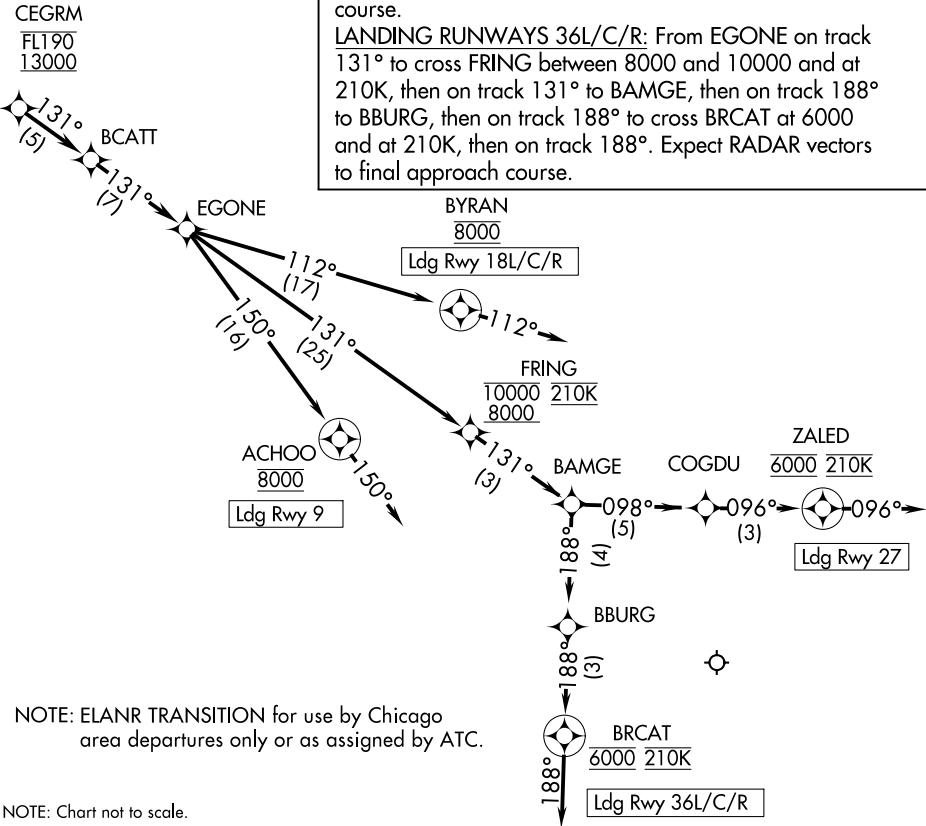 CEGRM
FL190
13000
course.
LANDING RUNWAYS 36L/C/R: From EGONE on track
131° to cross FRING between 8000 and 10000 and at
210K, then on track 131° to BAMGE, then on track 188°
to BBURG, then on track 188° to cross BRCAT at 6000
and at 210K, then on track 188°. Expect RADAR vectors
to final approach course.
131°
(5)
BCATT
131°
(7)
EGONE
BYRAN
8000
Ldg Rwy 18L/C/R
112°
(17)
112°
150°
(16)
131°
(25)
FRING
10000 210K
8000
ACHOO
8000
150°
Ldg Rwy 9
131°
(3)
BAMGE
COGDU
ZALED
6000 210K
098°
(5)
096°
(3)
096°
Ldg Rwy 27
188°
(4)
BBURG
188°
(3)
NOTE: ELANR TRANSITION for use by Chicago
area departures only or as assigned by ATC.
BRCAT
6000 210K
188°
Ldg Rwy 36L/C/R
NOTE: Chart not to scale.